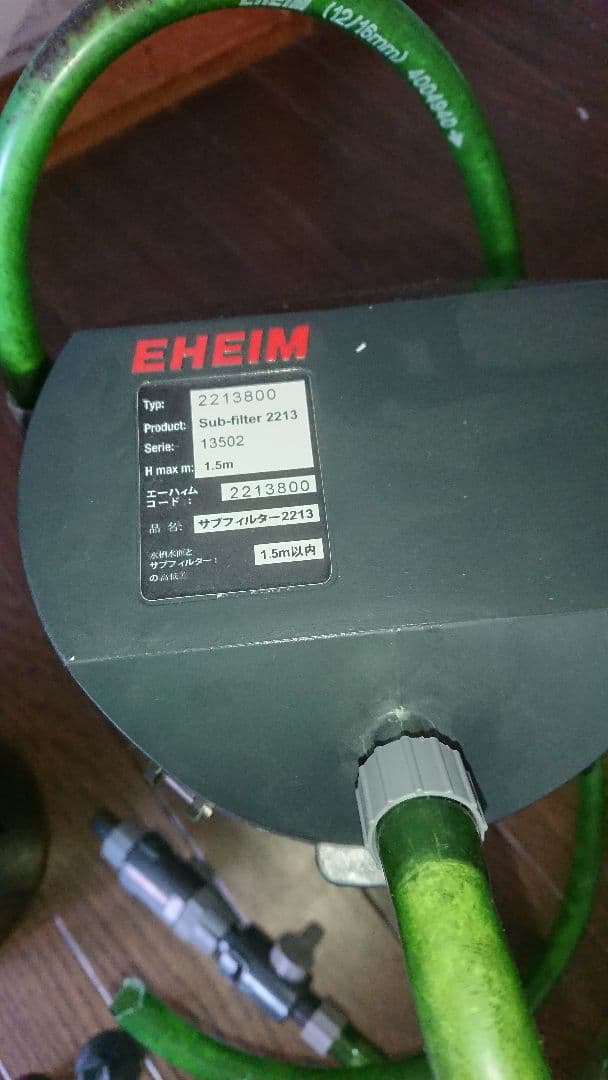 EHEIM (12/16mm) 4004940
EHEIM
Typ: 2213800
Product: Sub-filter 2213
Serie: 13502
H max m: 1.5m
エーハイム
コード : 2213800
品 名: サブフィルター2213
水槽水面と
サブフィルター :
の高低差
1.5m以内